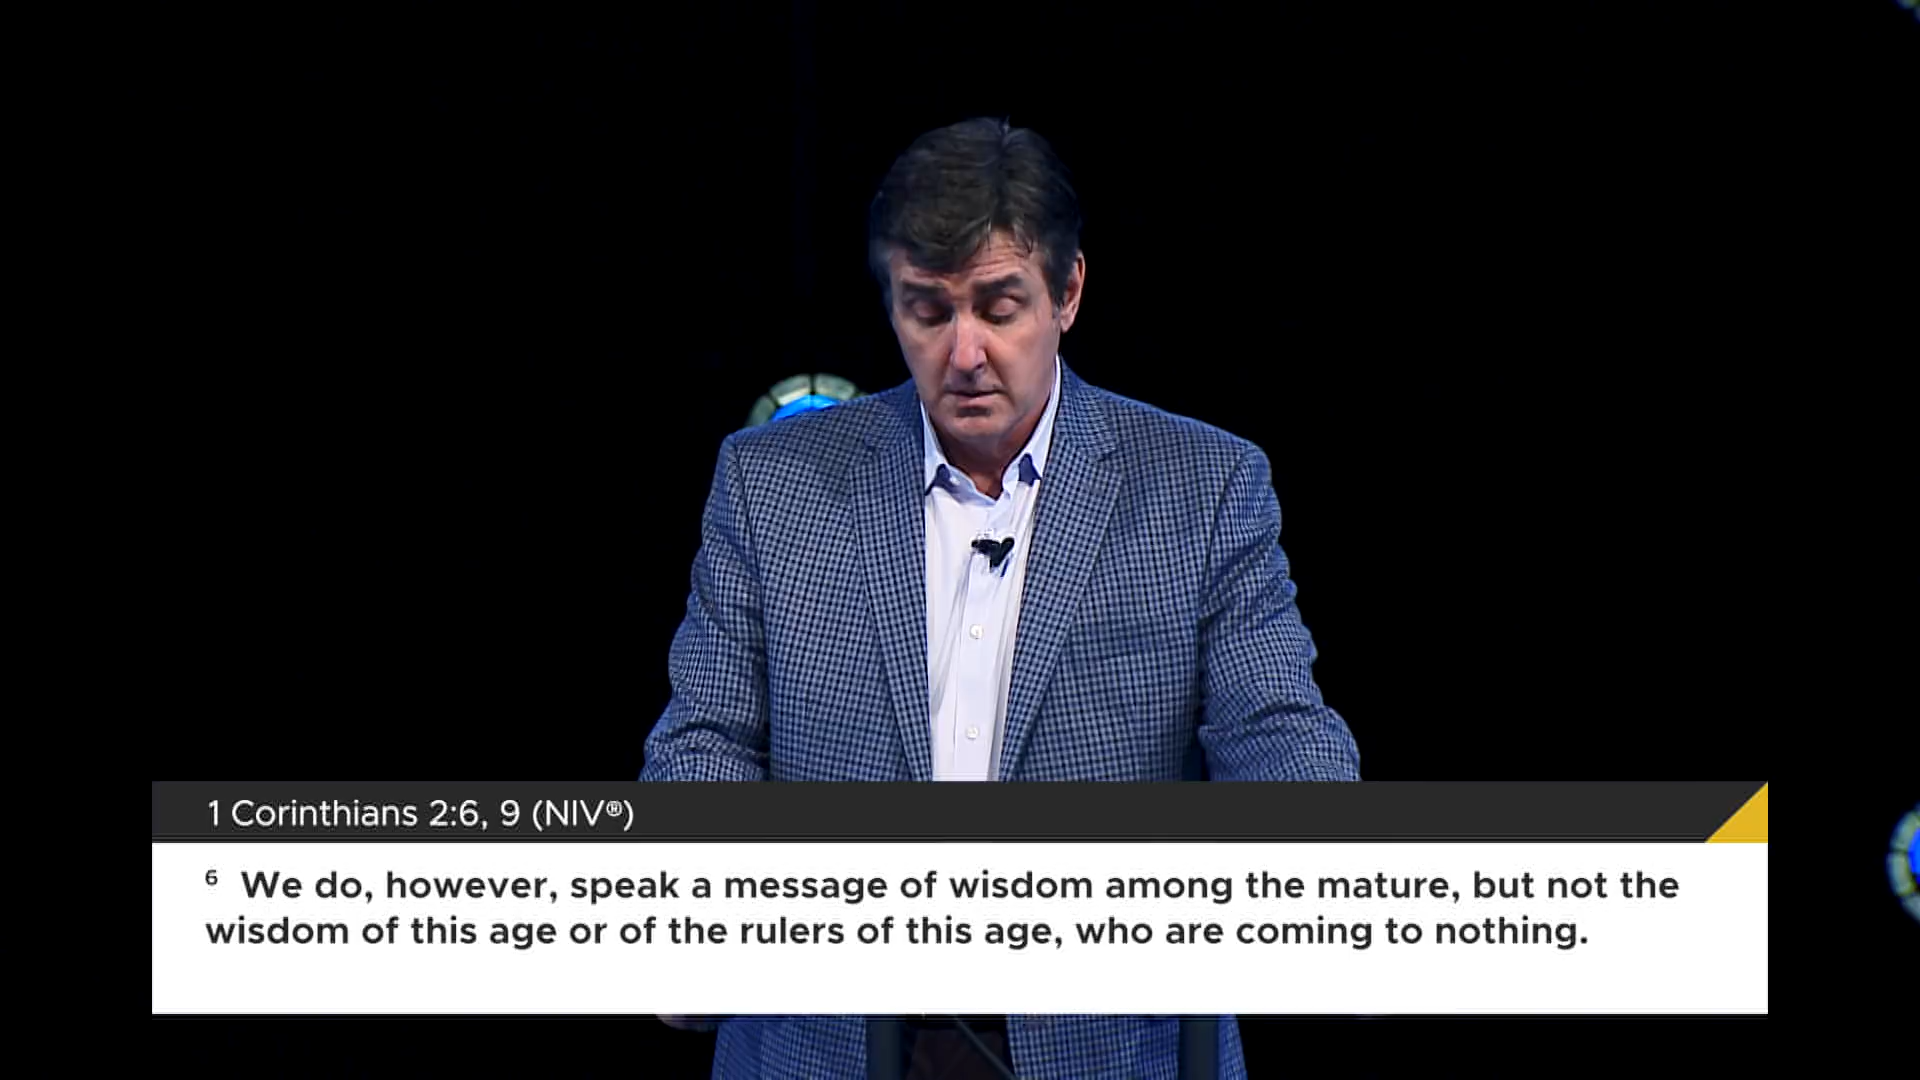 1 Corinthians 2:6, 9 (NIV®)
6 We do, however, speak a message of wisdom among the mature, but not the
wisdom of this age or of the rulers of this age, who are coming to nothing.